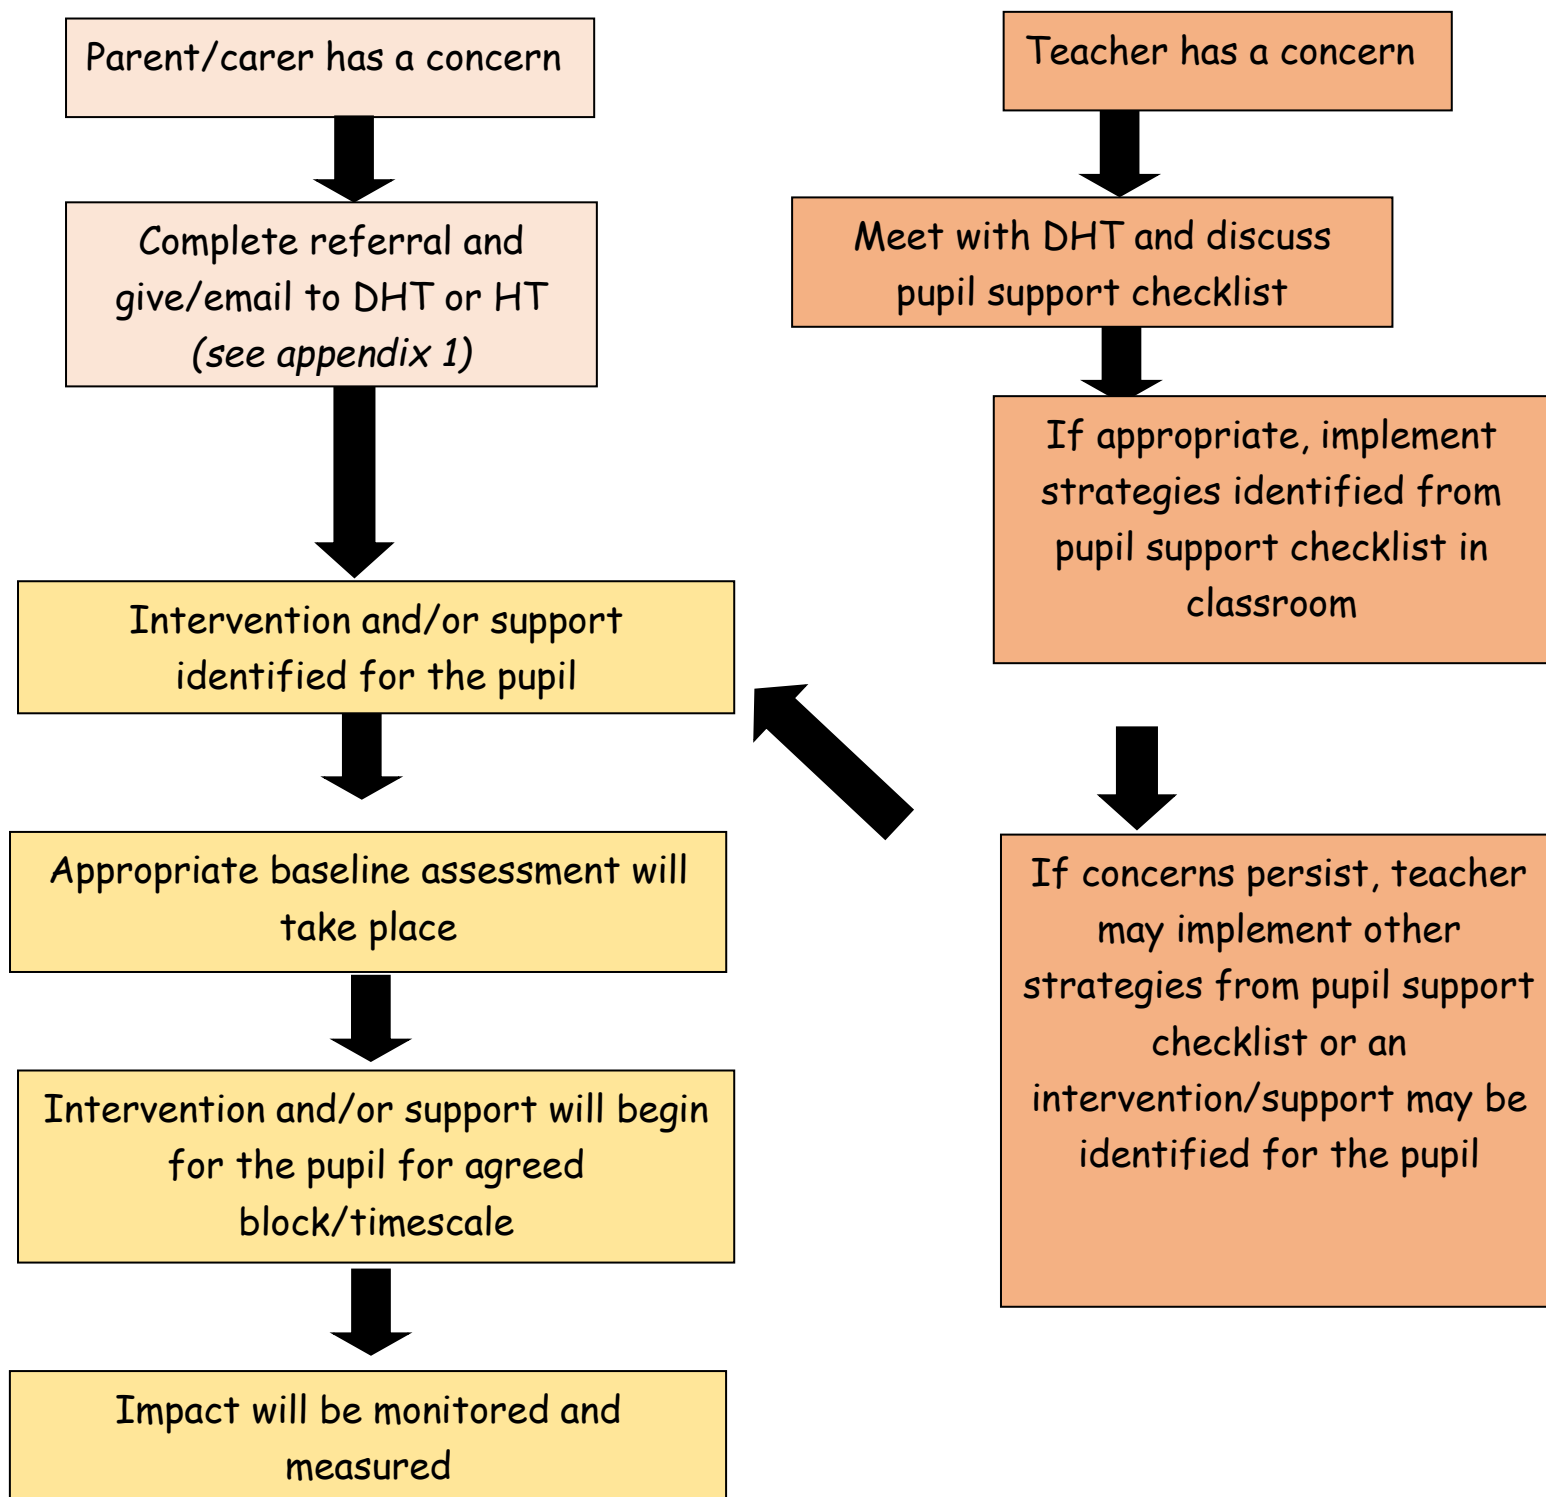 Parent/carer has a concern
Complete referral and
give/email to DHT or HT
(see appendix 1)
Teacher has a concern
Meet with DHT and discuss
pupil support checklist
If appropriate, implement
strategies identified from
pupil support checklist in
classroom
If concerns persist, teacher
may implement other
strategies from pupil support
checklist or an
intervention/support may be
identified for the pupil
Intervention and/or support
identified for the pupil
Appropriate baseline assessment will
take place
Intervention and/or support will begin
for the pupil for agreed
block/timescale
Impact will be monitored and
measured